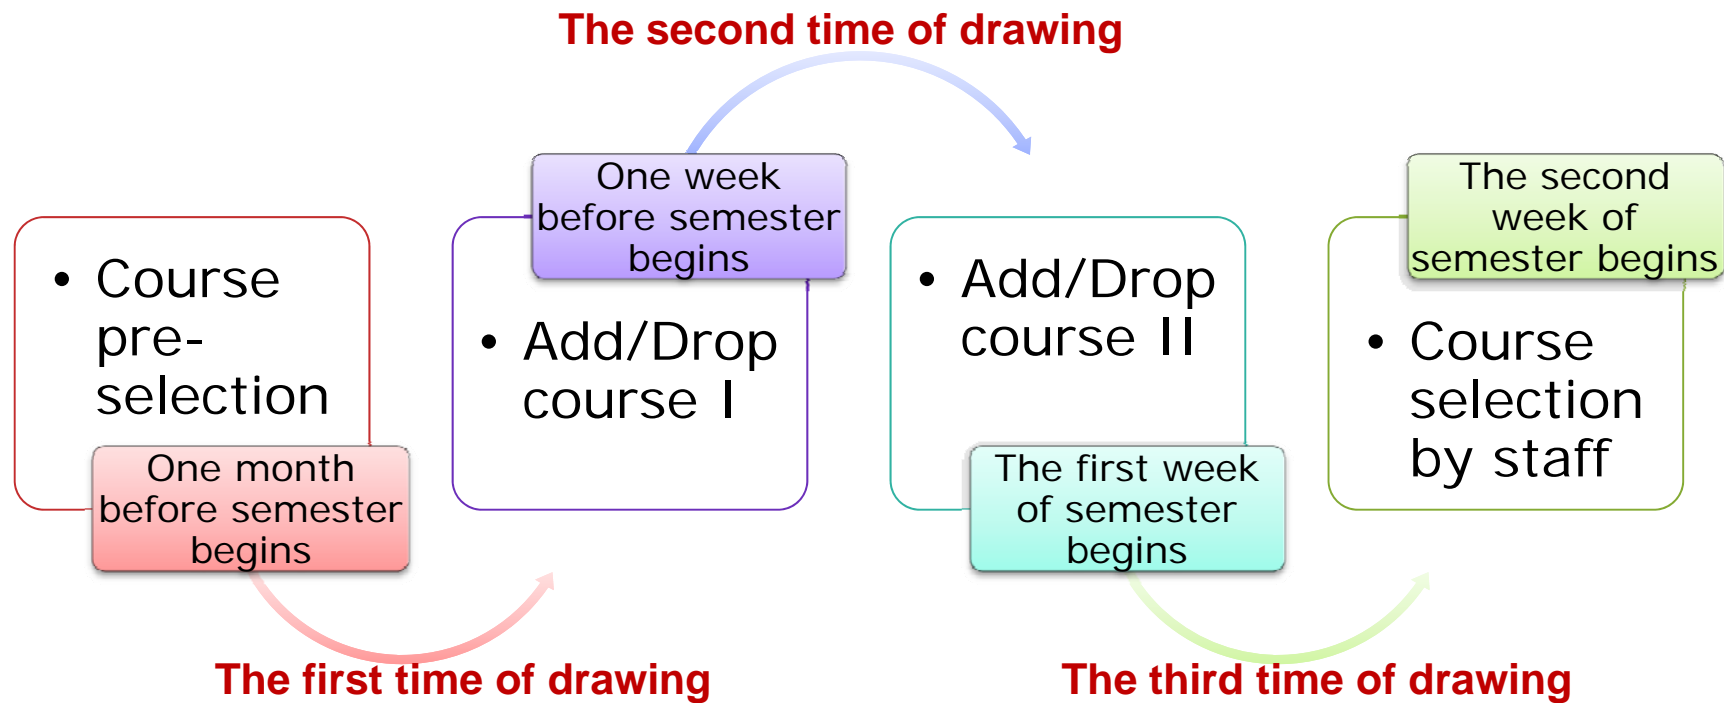 The second time of drawing
• Course
pre-
selection
One month
before semester
begins
The first time of drawing
One week
before semester
begins
• Add/Drop
course I
• Add/Drop
course II
The first week
of semester
begins
The third time of drawing
The second
week of
semester begins
• Course
selection
by staff